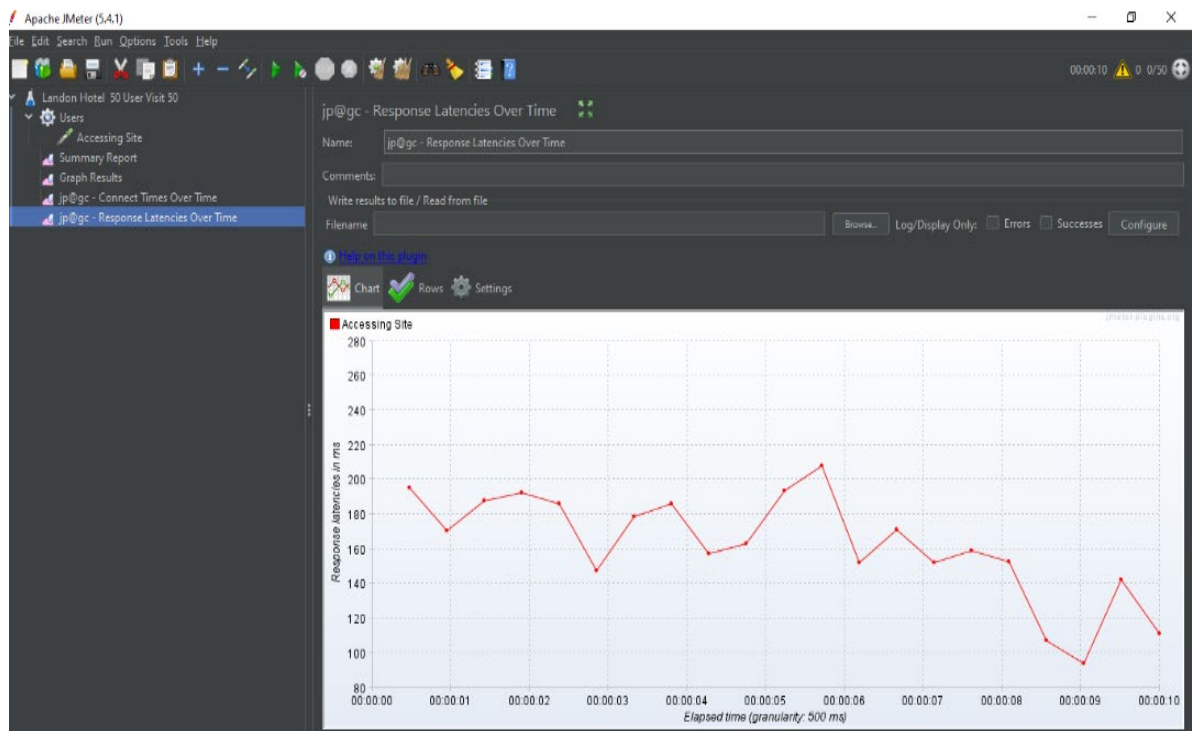 Apache JMeter (5.4.1)
File Edit Search Run Options Tools Help
00:00:10 0 0/50
Landon Hotel 50 User Visit 50
Users
Accessing Site
Summary Report
Graph Results
jp@gc - Connect Times Over Time
jp@gc - Response Latencies Over Time
jp@gc - Response Latencies Over Time
Name: jp@gc - Response Latencies Over Time
Comments:
Write results to file / Read from file
Filename Browse... Log/Display Only: Errors Successes Configure
Help on this plugin
Chart Rows Settings
jmeter-plugins.org
Accessing Site
280
260
240
220
200
180
160
140
120
100
80
Response latencies in ms
00:00:00 00:00:01 00:00:02 00:00:03 00:00:04 00:00:05 00:00:06 00:00:07 00:00:08 00:00:09 00:00:10
Elapsed time (granularity: 500 ms)